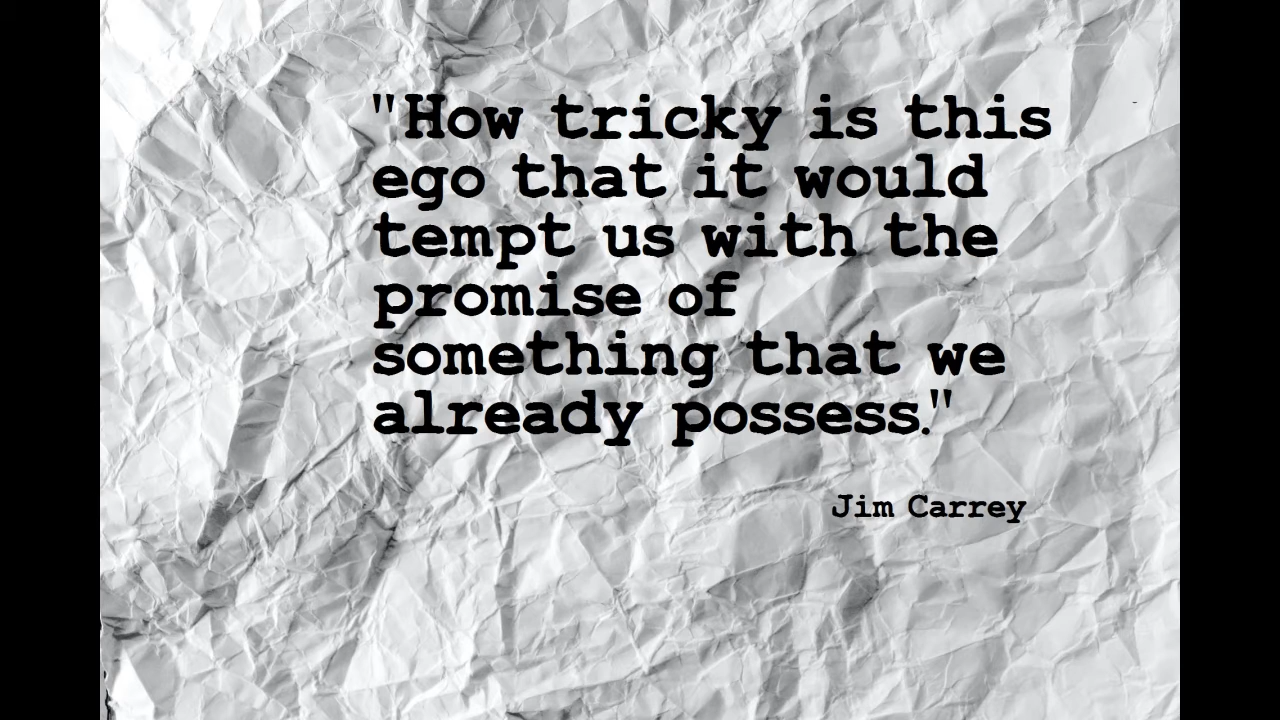 "How tricky is this
ego that it would
tempt us with the
promise of
something that we
already possess."
Jim Carrey